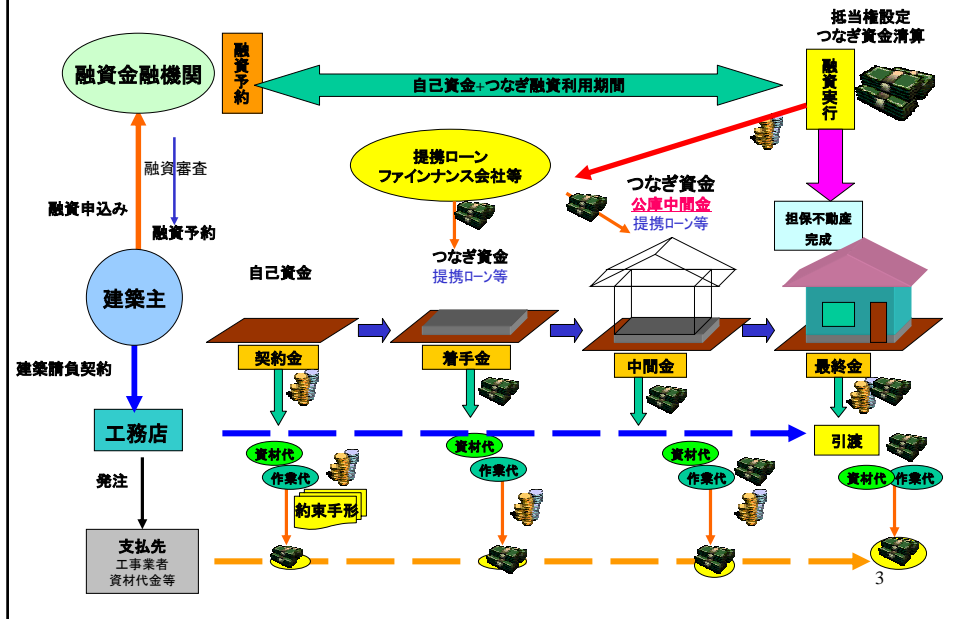 抵当権設定
つなぎ資金清算
融資金融機関
融資予約
自己資金+つなぎ融資利用期間
融資実行
融資審査
提携ローン
ファインナンス会社等
つなぎ資金
公庫中間金
提携ローン等
融資申込み
融資予約
担保不動産
完成
つなぎ資金
提携ローン等
自己資金
建築主
建築請負契約
契約金
着手金
中間金
最終金
工務店
引渡
資材代
作業代
資材代
作業代
資材代
作業代
資材代
作業代
発注
約束手形
支払先
工事業者
資材代金等
3